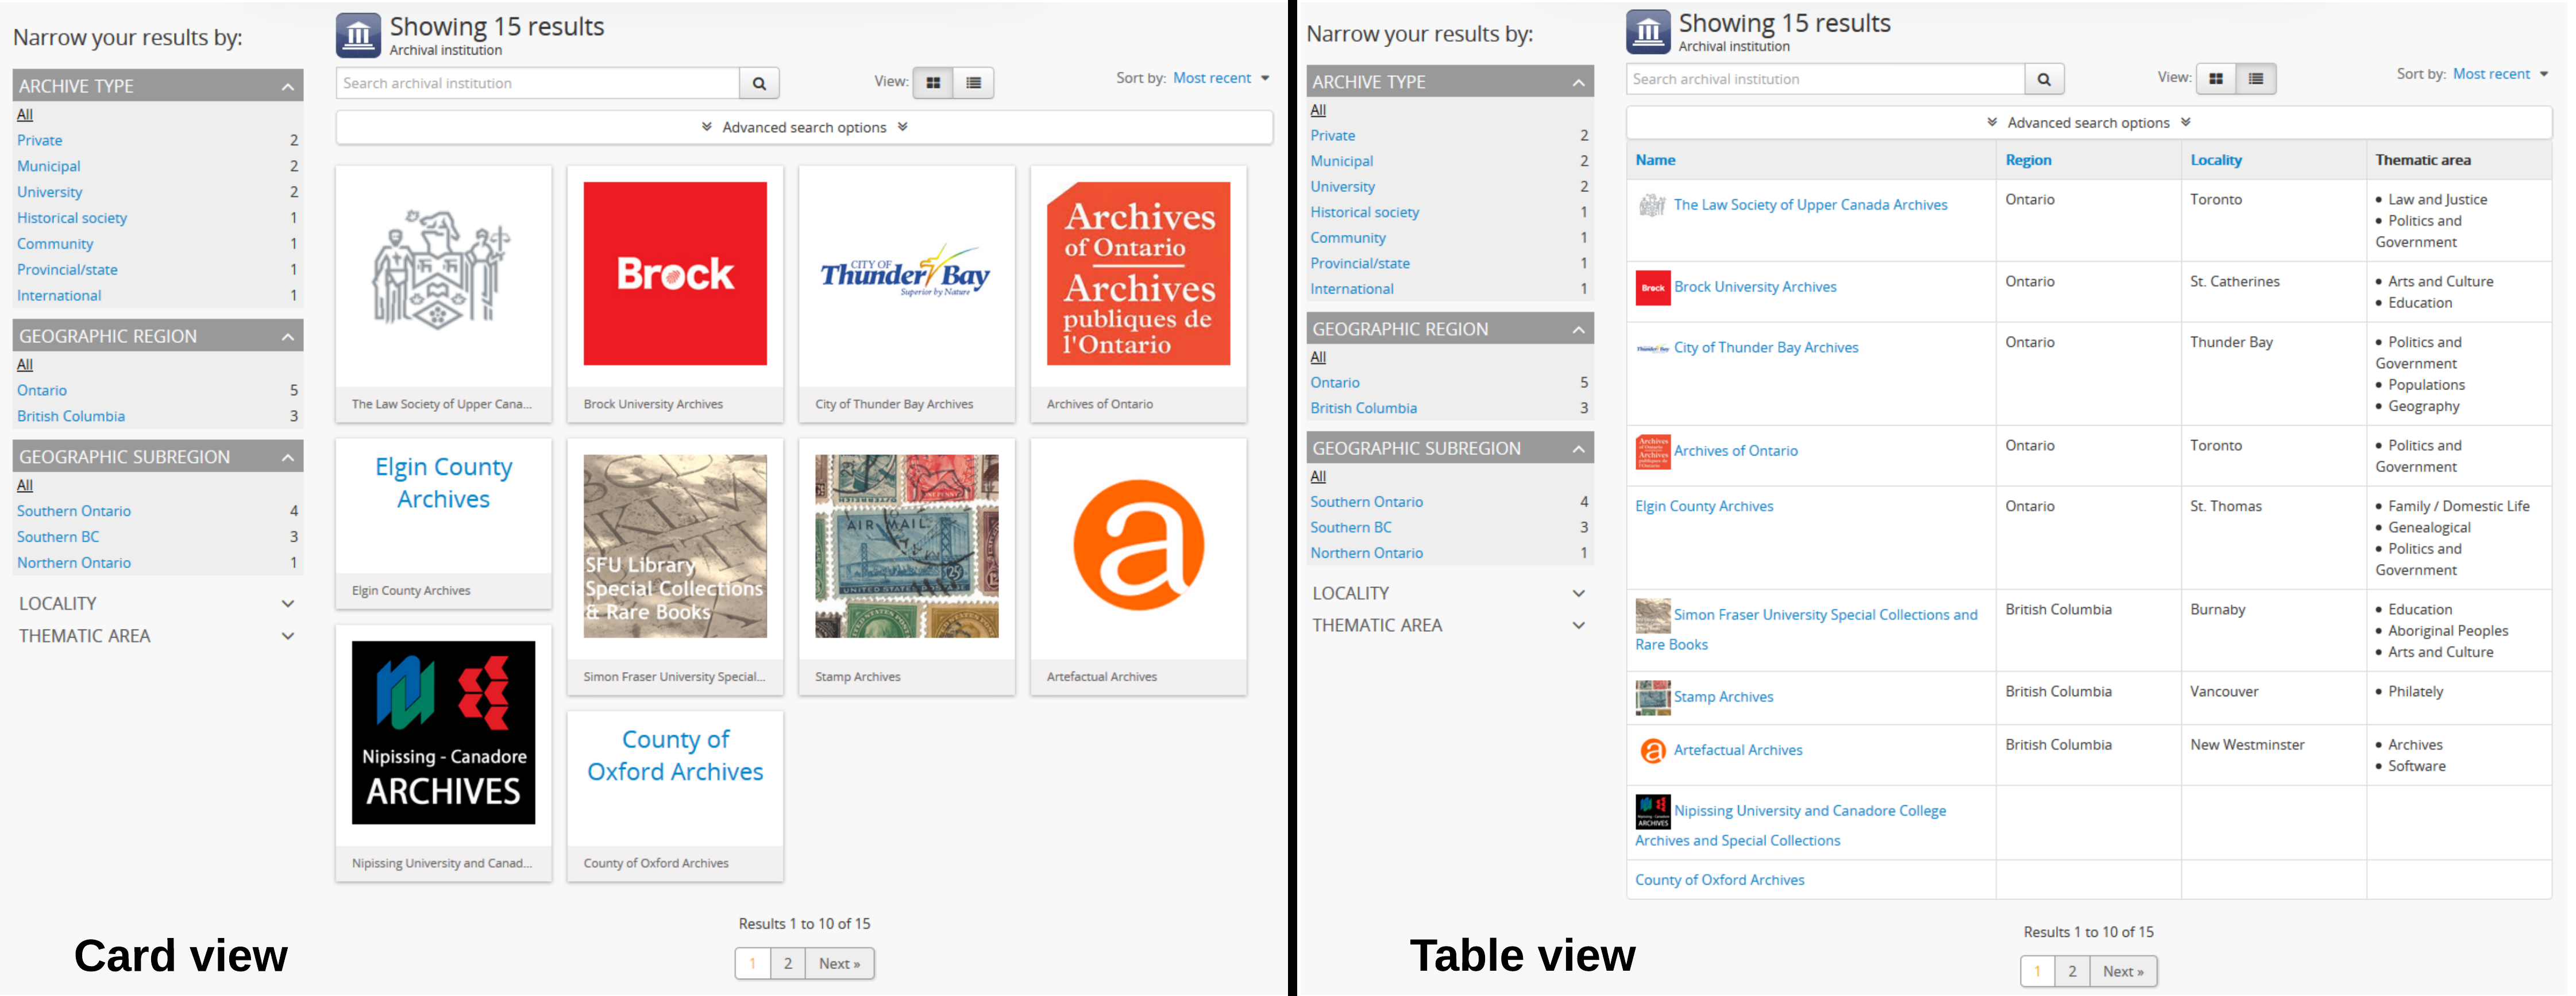 Narrow your results by:
ARCHIVE TYPE
All
Private 2
Municipal 2
University 2
Historical society 1
Community 1
Provincial/state 1
International 1
GEOGRAPHIC REGION
All
Ontario 5
British Columbia 3
GEOGRAPHIC SUBREGION
All
Southern Ontario 4
Southern BC 3
Northern Ontario 1
LOCALITY
THEMATIC AREA
Showing 15 results
Archival institution
Search archival institution
View:
Sort by: Most recent
Advanced search options
The Law Society of Upper Cana...
Brock
Brock University Archives
CITY OF
Thunder Bay
Superior by Nature
City of Thunder Bay Archives
Archives
of Ontario
Archives
publiques de
l'Ontario
Archives of Ontario
Elgin County
Archives
Elgin County Archives
SFU Library
Special Collections
& Rare Books
Simon Fraser University Special...
AIR MAIL
UNITED STATES
Stamp Archives
a
Artefactual Archives
Nipissing - Canadore
ARCHIVES
Nipissing University and Canad...
County of
Oxford Archives
County of Oxford Archives
Results 1 to 10 of 15
1 2 Next »
Card view
Narrow your results by:
ARCHIVE TYPE
All
Private 2
Municipal 2
University 2
Historical society 1
Community 1
Provincial/state 1
International 1
GEOGRAPHIC REGION
All
Ontario 5
British Columbia 3
GEOGRAPHIC SUBREGION
All
Southern Ontario 4
Southern BC 3
Northern Ontario 1
LOCALITY
THEMATIC AREA
Showing 15 results
Archival institution
Search archival institution
View:
Sort by: Most recent
Advanced search options
Name Region Locality Thematic area
The Law Society of Upper Canada Archives Ontario Toronto • Law and Justice
• Politics and
Government
Brock
Brock University Archives Ontario St. Catherines • Arts and Culture
• Education
City of Thunder Bay Archives Ontario Thunder Bay • Politics and
Government
• Populations
• Geography
Archives of Ontario Ontario Toronto • Politics and
Government
Elgin County Archives Ontario St. Thomas • Family / Domestic Life
• Genealogical
• Politics and
Government
Simon Fraser University Special Collections and
Rare Books British Columbia Burnaby • Education
• Aboriginal Peoples
• Arts and Culture
Stamp Archives British Columbia Vancouver • Philately
a
Artefactual Archives British Columbia New Westminster • Archives
• Software
ARCHIVES
Nipissing University and Canadore College
Archives and Special Collections
County of Oxford Archives
Results 1 to 10 of 15
1 2 Next »
Table view